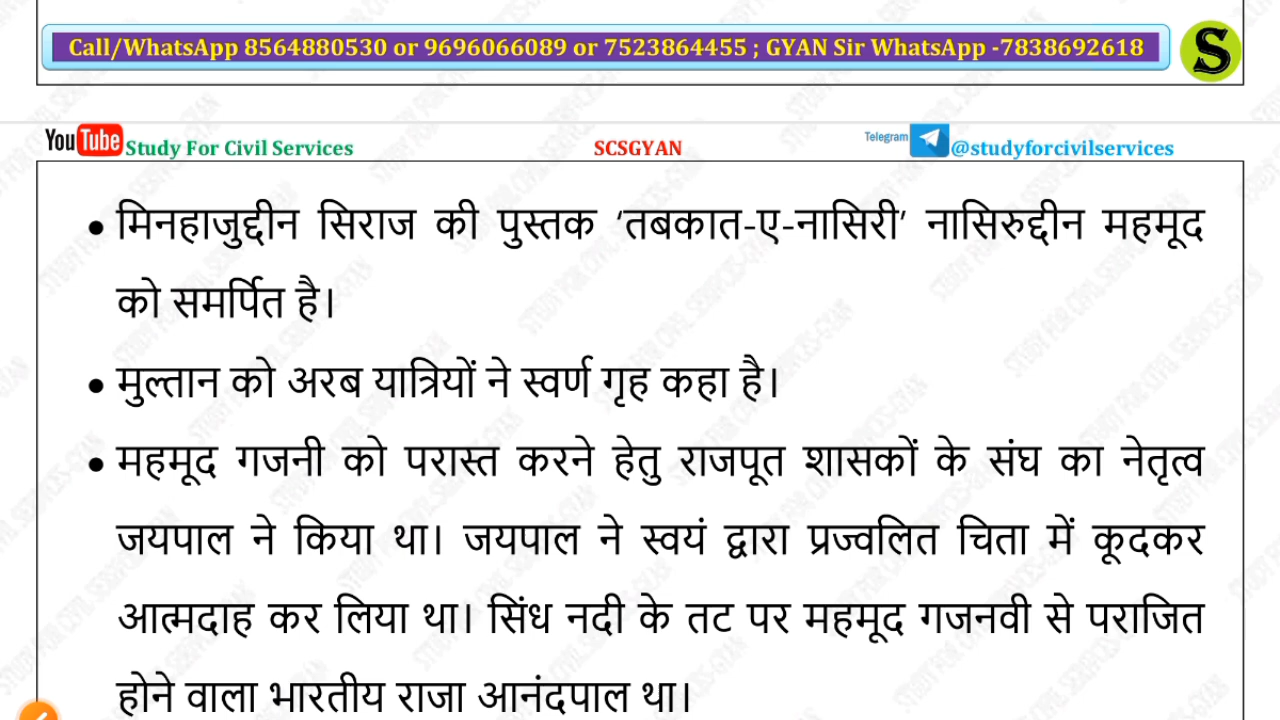 Call/WhatsApp 8564880530 or 9696066089 or 7523864455 ; GYAN Sir WhatsApp -7838692618
S
YouTube Study For Civil Services SCSGYAN Telegram @studyforcivilservices
• मिनहाजुद्दीन सिराज की पुस्तक ‘तबकात-ए-नासिरी’ नासिरुद्दीन महमूद
को समर्पित है।
• मुल्तान को अरब यात्रियों ने स्वर्ण गृह कहा है।
• महमूद गजनी को परास्त करने हेतु राजपूत शासकों के संघ का नेतृत्व
जयपाल ने किया था। जयपाल ने स्वयं द्वारा प्रज्वलित चिता में कूदकर
आत्मदाह कर लिया था। सिंध नदी के तट पर महमूद गजनवी से पराजित
होने वाला भारतीय राजा आनंदपाल था।